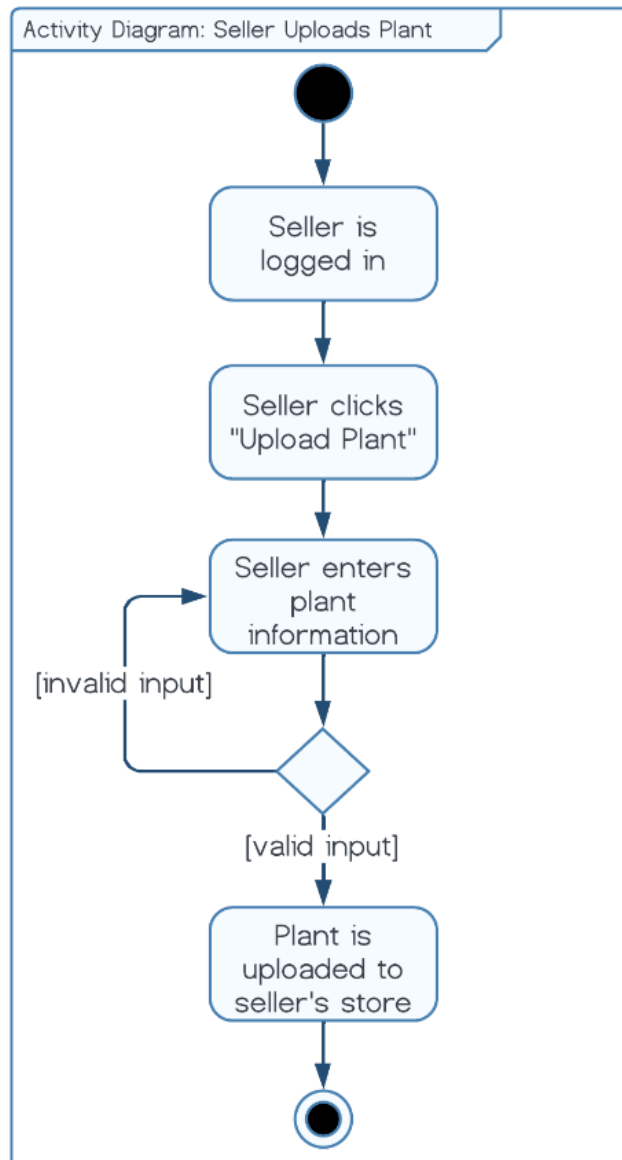 Activity Diagram: Seller Uploads Plant
Seller is
logged in
Seller clicks
"Upload Plant"
Seller enters
plant
information
[invalid input]
[valid input]
Plant is
uploaded to
seller's store